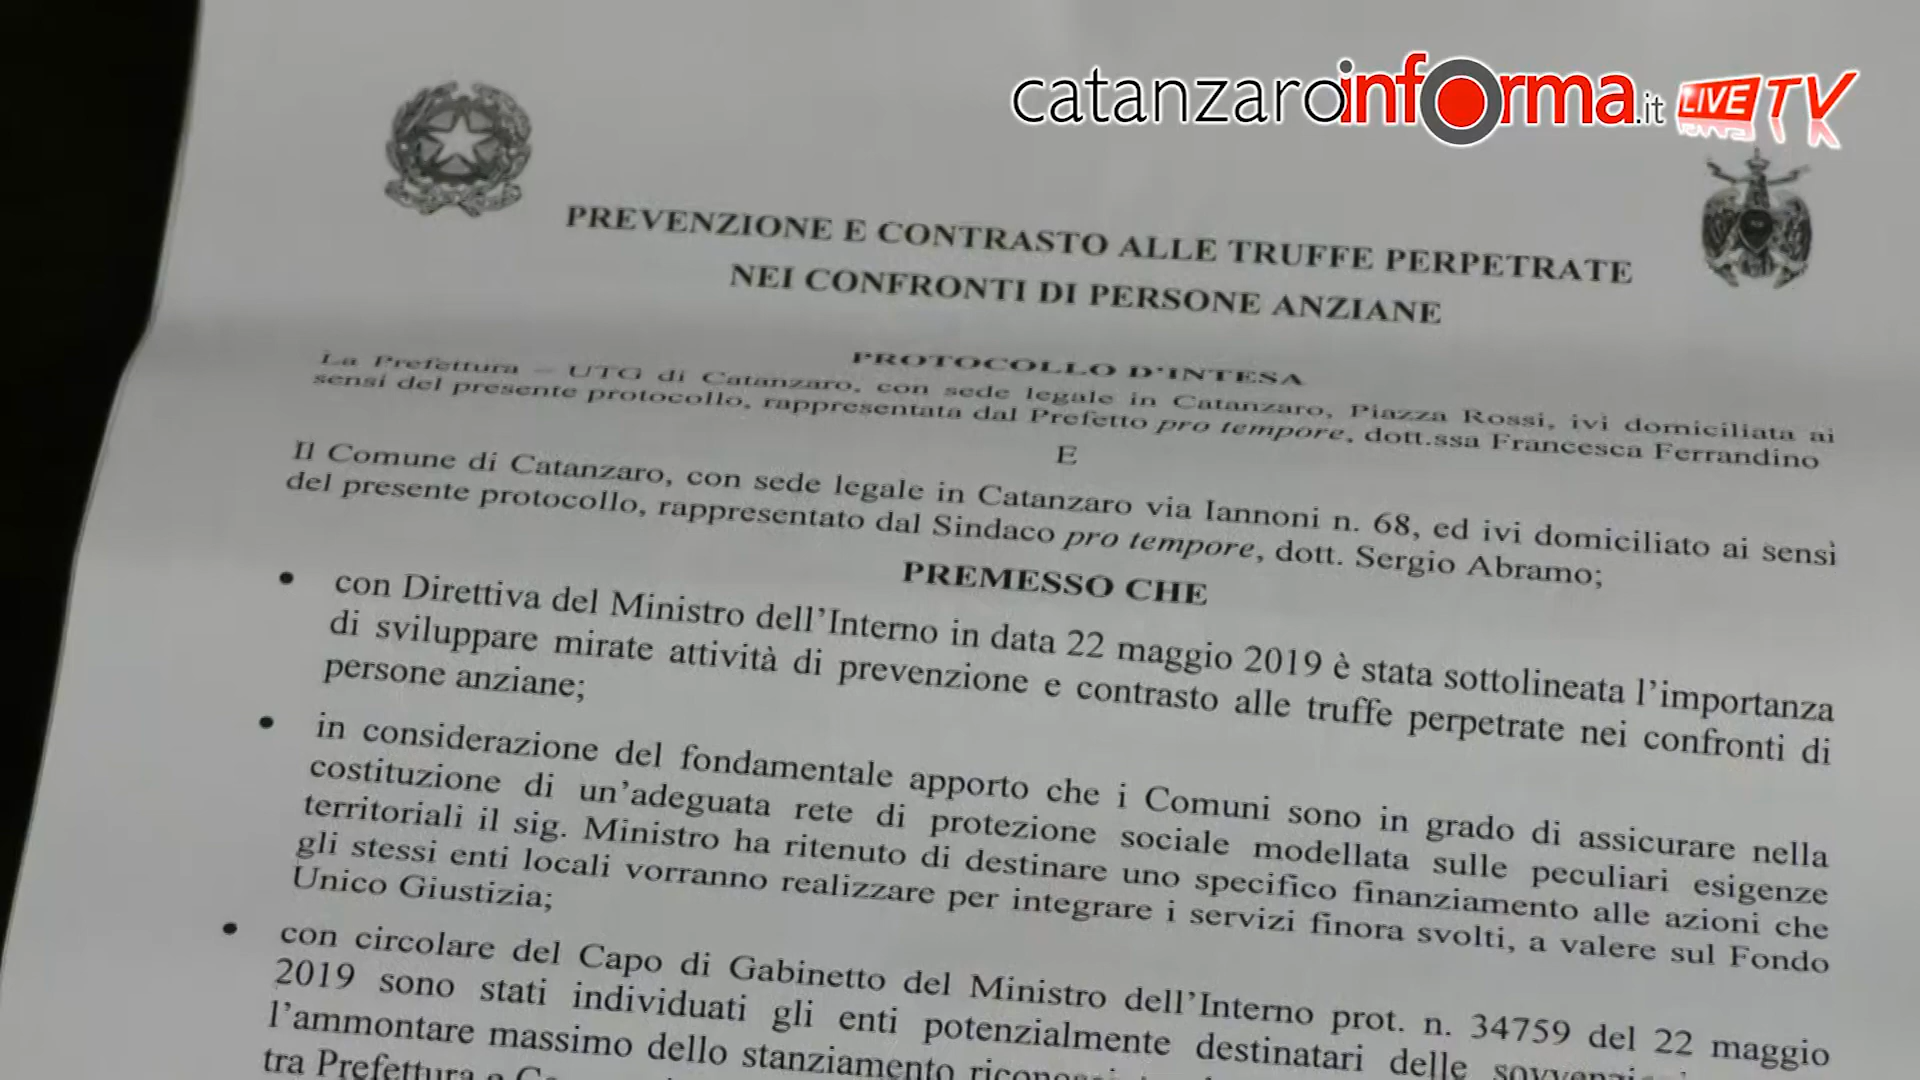 catanzaroinforma.it LIVE TV
PREVENZIONE E CONTRASTO ALLE TRUFFE PERPETRATE
NEI CONFRONTI DI PERSONE ANZIANE
PROTOCOLLO D'INTESA
La Prefettura – UTG di Catanzaro, con sede legale in Catanzaro, Piazza Rossi, ivi domiciliata ai
sensi del presente protocollo, rappresentata dal Prefetto pro tempore, dott.ssa Francesca Ferrandino
E
Il Comune di Catanzaro, con sede legale in Catanzaro via Iannoni n. 68, ed ivi domiciliato ai sensi
del presente protocollo, rappresentato dal Sindaco pro tempore, dott. Sergio Abramo;
PREMESSO CHE
• con Direttiva del Ministro dell'Interno in data 22 maggio 2019 è stata sottolineata l'importanza
di sviluppare mirate attività di prevenzione e contrasto alle truffe perpetrate nei confronti di
persone anziane;
• in considerazione del fondamentale apporto che i Comuni sono in grado di assicurare nella
costituzione di un'adeguata rete di protezione sociale modellata sulle peculiari esigenze
territoriali il sig. Ministro ha ritenuto di destinare uno specifico finanziamento alle azioni che
gli stessi enti locali vorranno realizzare per integrare i servizi finora svolti, a valere sul Fondo
Unico Giustizia;
• con circolare del Capo di Gabinetto del Ministro dell'Interno prot. n. 34759 del 22 maggio
2019 sono stati individuati gli enti potenzialmente destinatari delle
l'ammontare massimo dello stanziamento
tra Prefettura